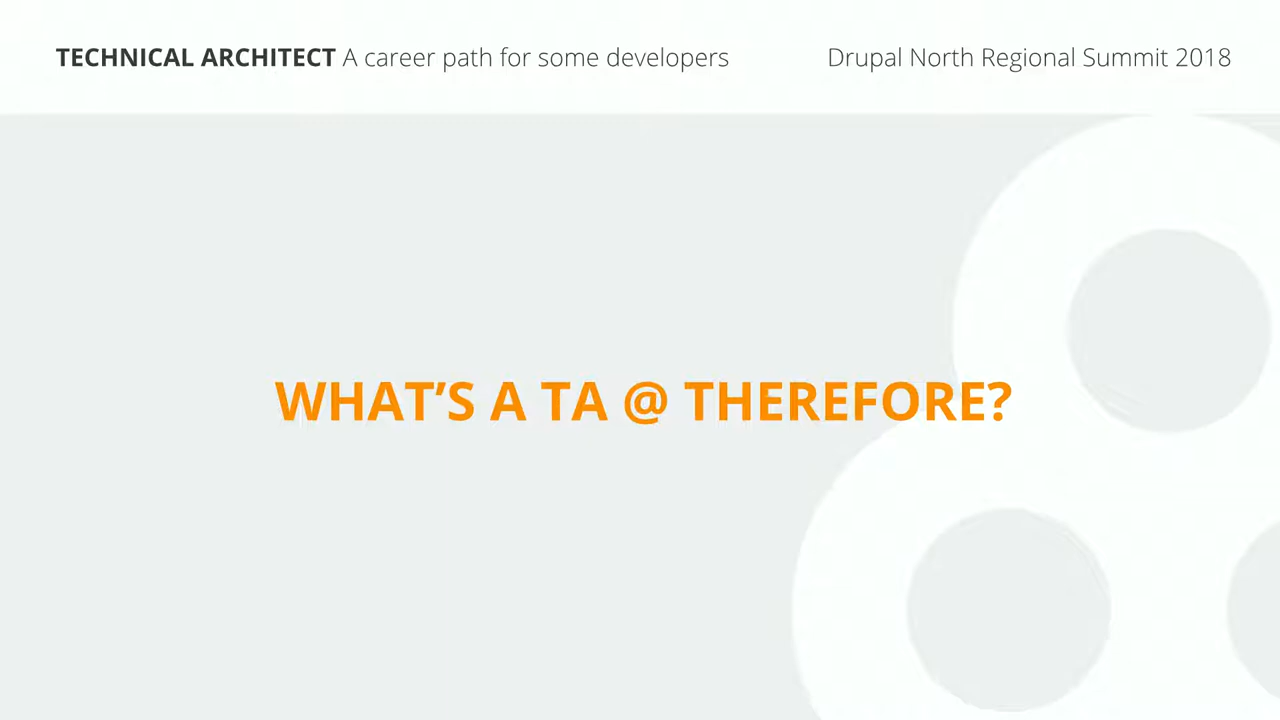 TECHNICAL ARCHITECT A career path for some developers
Drupal North Regional Summit 2018
WHAT’S A TA @ THEREFORE?